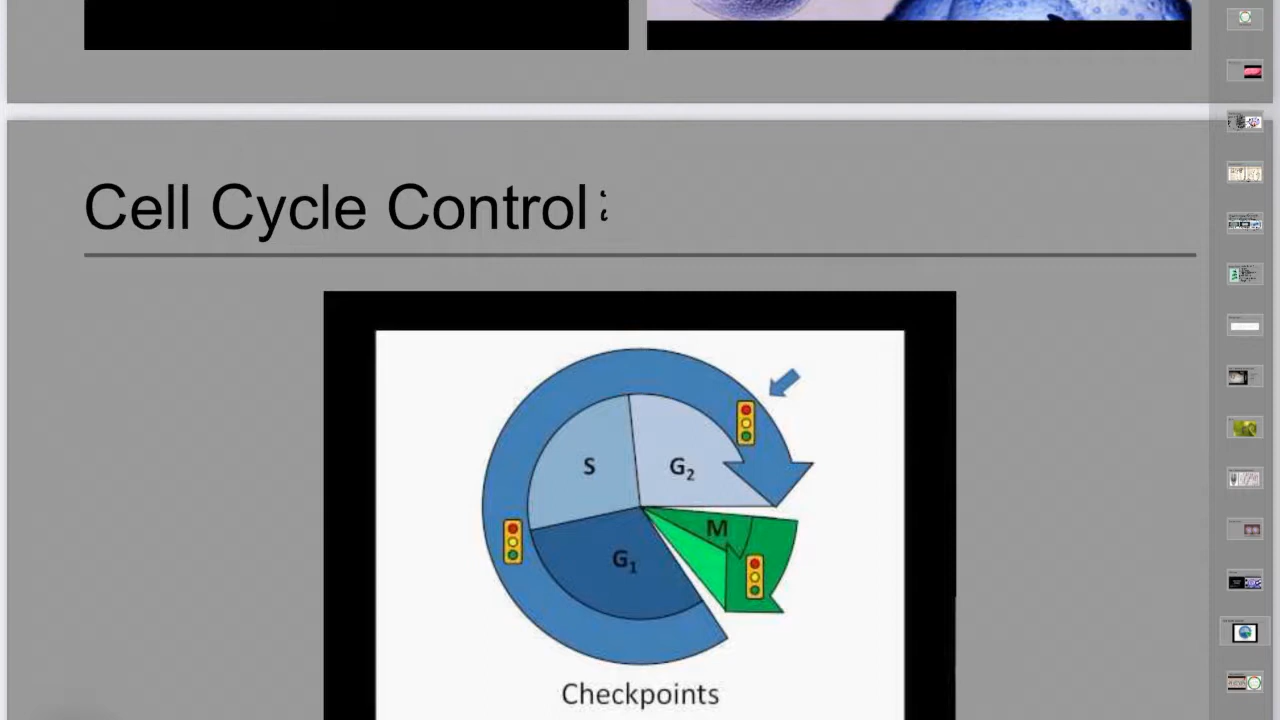 Cell Cycle Control
S
G₂
M
G₁
Checkpoints